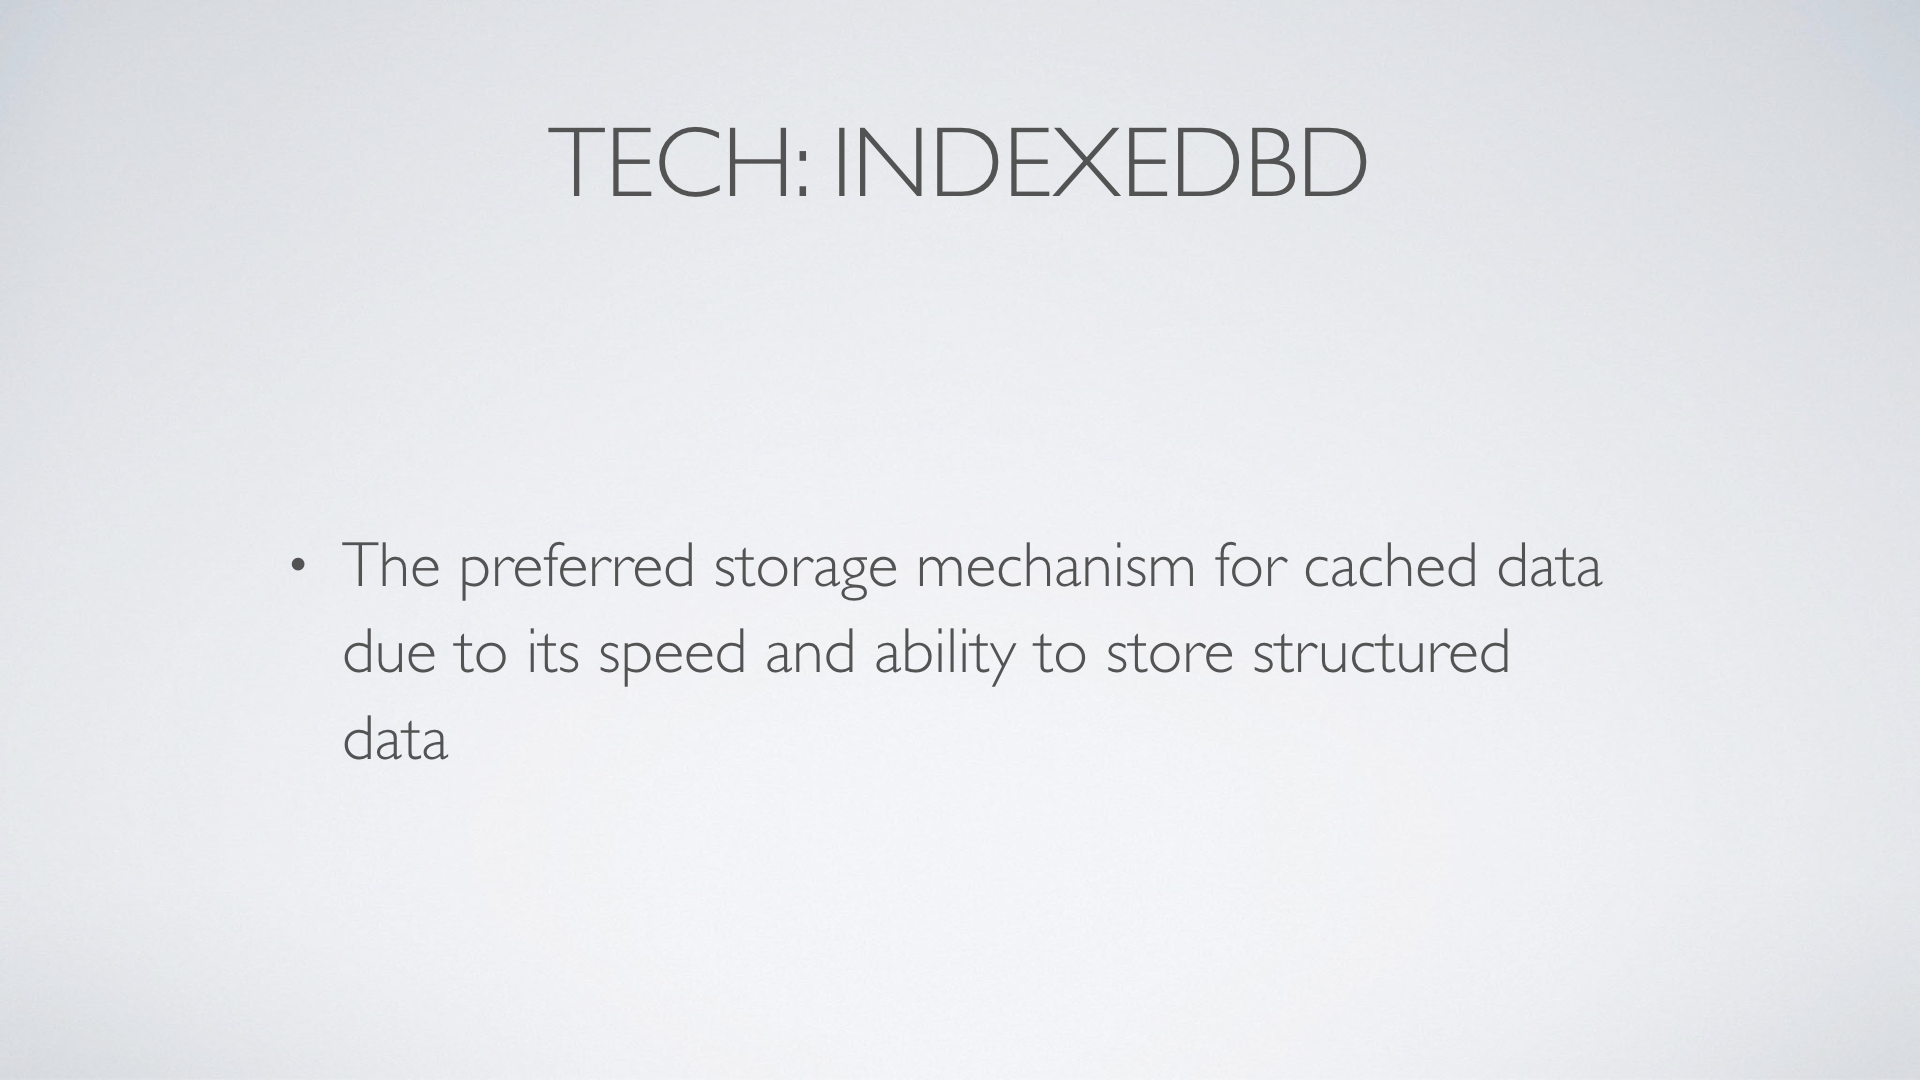 TECH: INDEXEDBD
• The preferred storage mechanism for cached data
due to its speed and ability to store structured
data